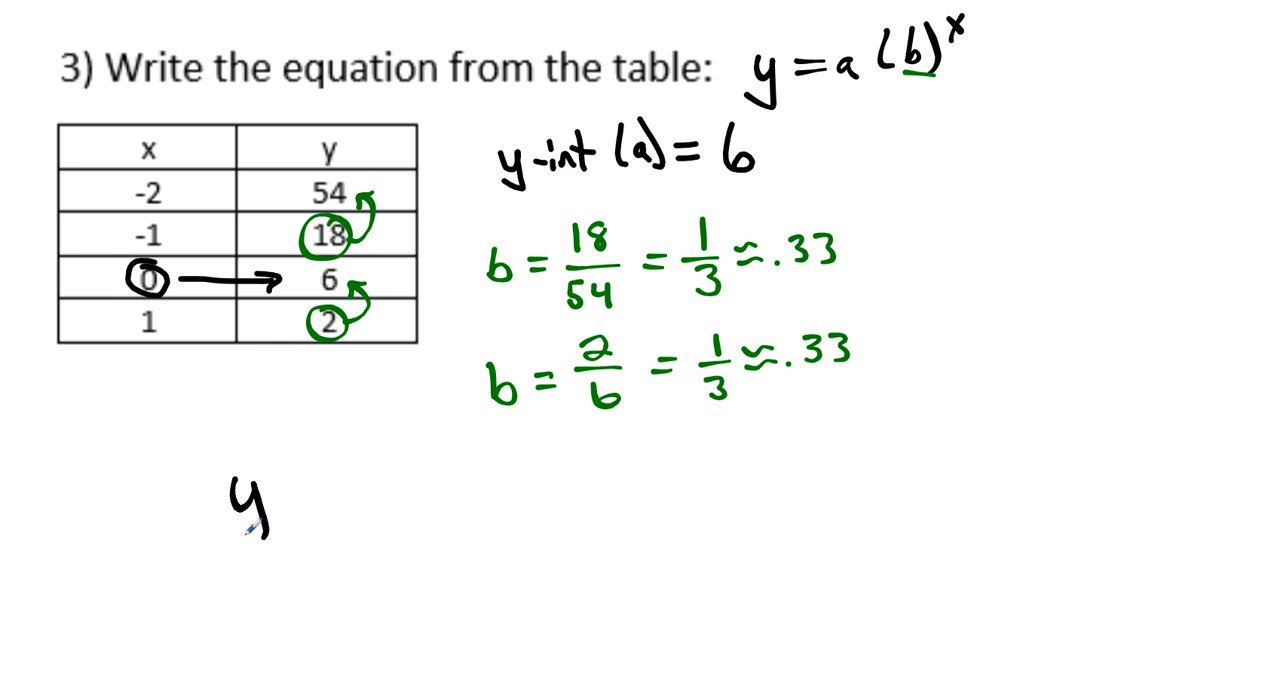 3) Write the equation from the table: y = a (b)^x
x y
-2 54
-1 18
0 6
1 2
y-int (a) = 6
b = 18/54 = 1/3 ≈ .33
b = 2/6 = 1/3 ≈ .33
y